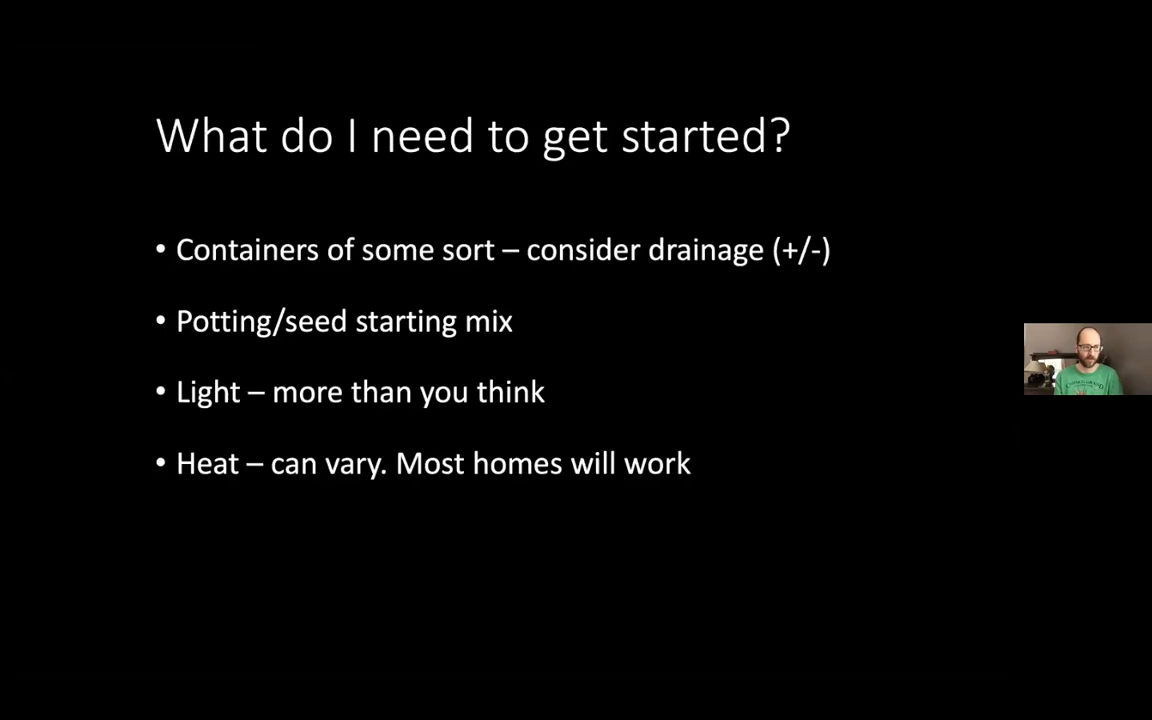 What do I need to get started?
• Containers of some sort – consider drainage (+/-)
• Potting/seed starting mix
• Light – more than you think
• Heat – can vary. Most homes will work